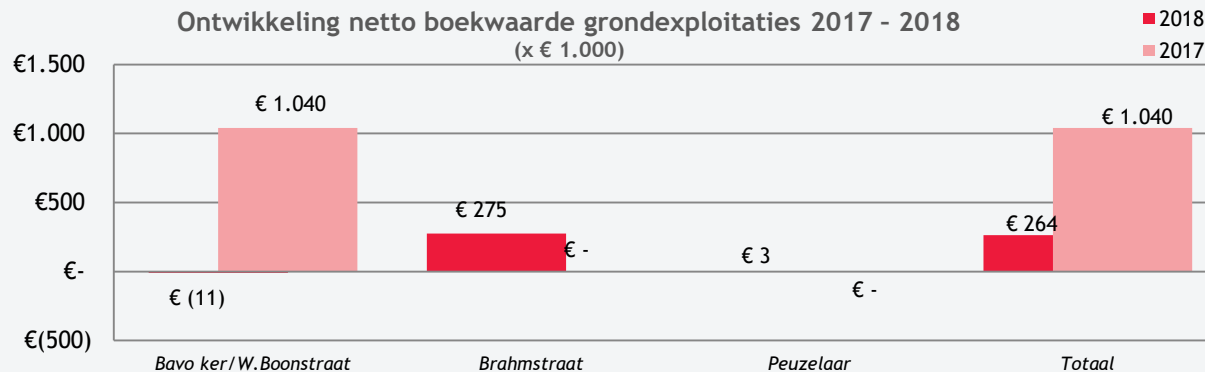 Ontwikkeling netto boekwaarde grondexploitaties 2017 – 2018
(x € 1.000)
2018
2017
€1.500
€1.000
€500
€-
€(500)
€ 1.040
€ (11)
€ 275
€ -
€ 3
€ -
€ 264
€ 1.040
Bavo ker/W.Boonstraat
Brahmstraat
Peuzelaar
Totaal